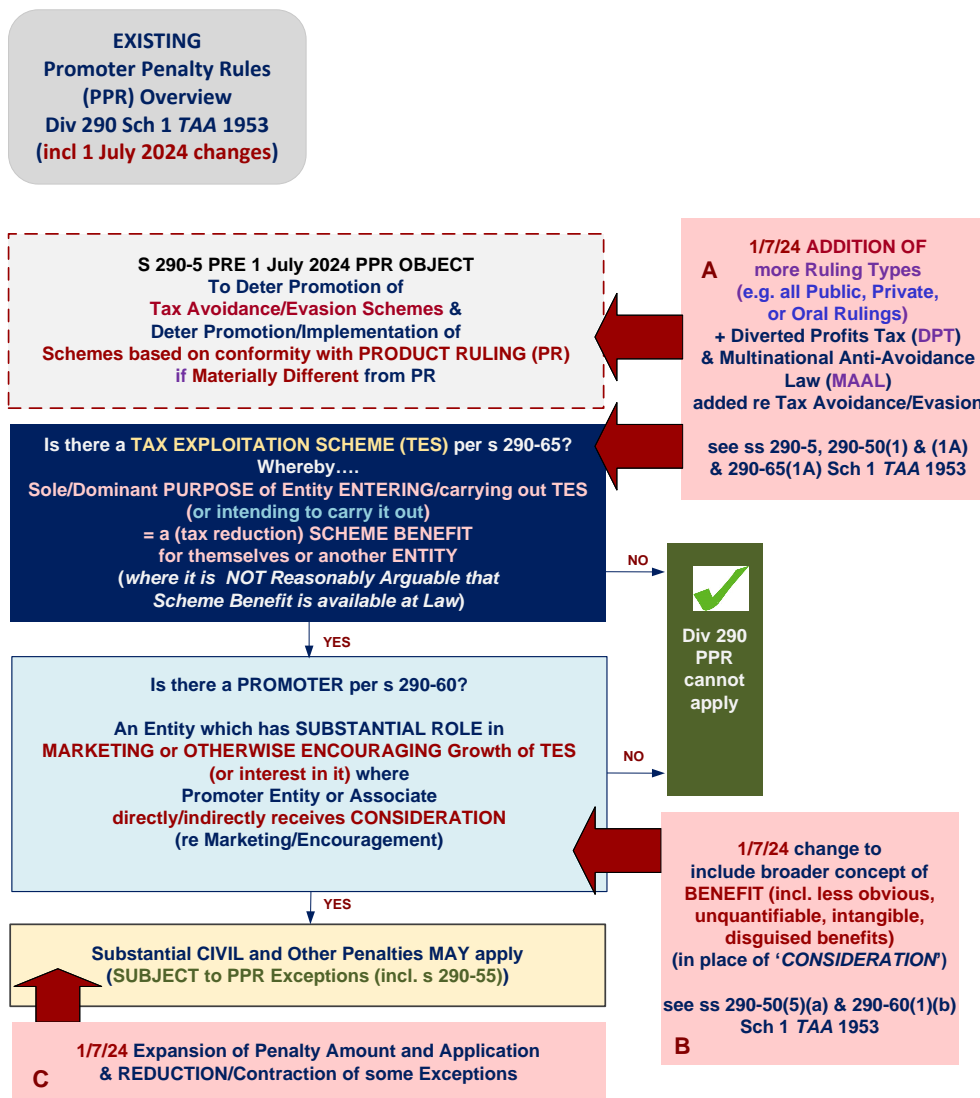 EXISTING
Promoter Penalty Rules
(PPR) Overview
Div 290 Sch 1 TAA 1953
(incl 1 July 2024 changes)
S 290-5 PRE 1 July 2024 PPR OBJECT
To Deter Promotion of
Tax Avoidance/Evasion Schemes &
Deter Promotion/Implementation of
Schemes based on conformity with PRODUCT RULING (PR)
if Materially Different from PR
A
1/7/24 ADDITION OF
more Ruling Types
(e.g. all Public, Private,
or Oral Rulings)
+ Diverted Profits Tax (DPT)
& Multinational Anti-Avoidance
Law (MAAL)
added re Tax Avoidance/Evasion
see ss 290-5, 290-50(1) & (1A)
& 290-65(1A) Sch 1 TAA 1953
Is there a TAX EXPLOITATION SCHEME (TES) per s 290-65?
Whereby….
Sole/Dominant PURPOSE of Entity ENTERING/carrying out TES
(or intending to carry it out)
= a (tax reduction) SCHEME BENEFIT
for themselves or another ENTITY
(where it is NOT Reasonably Arguable that
Scheme Benefit is available at Law)
NO
YES
Div 290
PPR
cannot
apply
Is there a PROMOTER per s 290-60?
An Entity which has SUBSTANTIAL ROLE in
MARKETING or OTHERWISE ENCOURAGING Growth of TES
(or interest in it) where
Promoter Entity or Associate
directly/indirectly receives CONSIDERATION
(re Marketing/Encouragement)
NO
YES
1/7/24 change to
include broader concept of
BENEFIT (incl. less obvious,
unquantifiable, intangible,
disguised benefits)
(in place of ‘CONSIDERATION’)
see ss 290-50(5)(a) & 290-60(1)(b)
Sch 1 TAA 1953
B
Substantial CIVIL and Other Penalties MAY apply
(SUBJECT to PPR Exceptions (incl. s 290-55))
1/7/24 Expansion of Penalty Amount and Application
& REDUCTION/Contraction of some Exceptions
C